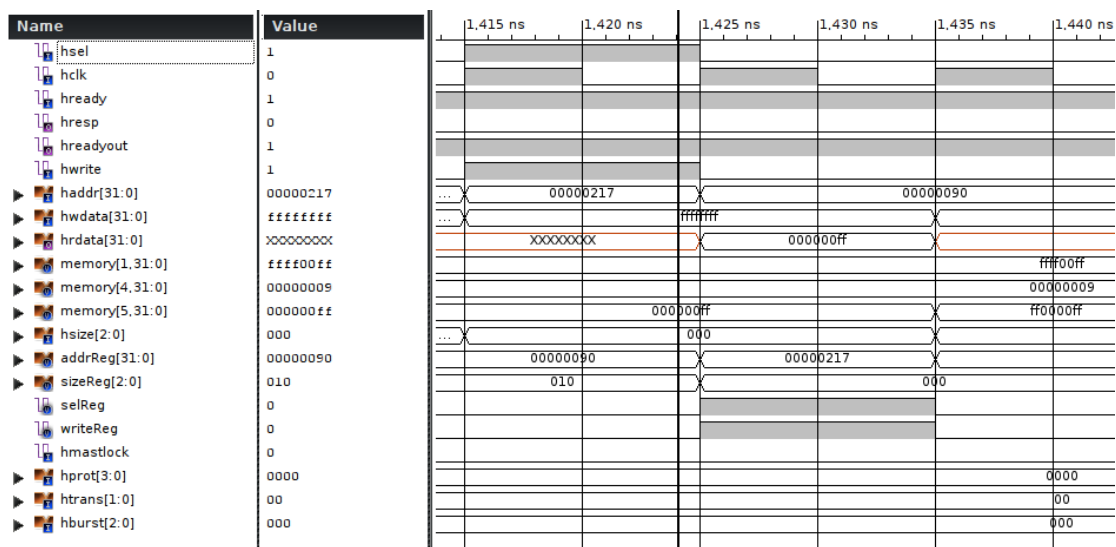 Name Value 1,415 ns 1,420 ns 1,425 ns 1,430 ns 1,435 ns 1,440 ns
hsel 1
hclk 0
hready 1
hresp 0
hreadyout 1
hwrite 1
haddr[31:0] 00000217 ... 00000217 00000090
hwdata[31:0] ffffffff ... ffffffff
hrdata[31:0] XXXXXXXX XXXXXXXX 000000ff
memory[1,31:0] ffff00ff ffff00ff
memory[4,31:0] 00000009 00000009
memory[5,31:0] 000000ff 000000ff ff0000ff
hsize[2:0] 000 ... 000
addrReg[31:0] 00000090 00000090 00000217
sizeReg[2:0] 010 010 000
selReg 0
writeReg 0
hmastlock 0
hprot[3:0] 0000 0000
htrans[1:0] 00 00
hburst[2:0] 000 000